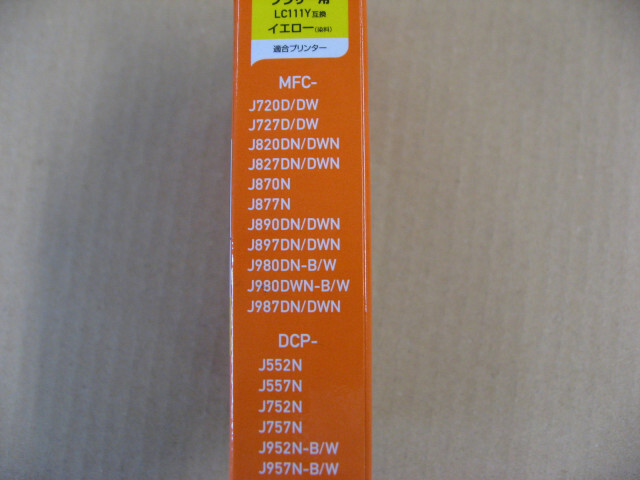 LC111Y互換
イエロー(染料)
適合プリンター
MFC-
J720D/DW
J727D/DW
J820DN/DWN
J827DN/DWN
J870N
J877N
J890DN/DWN
J897DN/DWN
J980DN-B/W
J980DWN-B/W
J987DN/DWN
DCP-
J552N
J557N
J752N
J757N
J952N-B/W
J957N-B/W